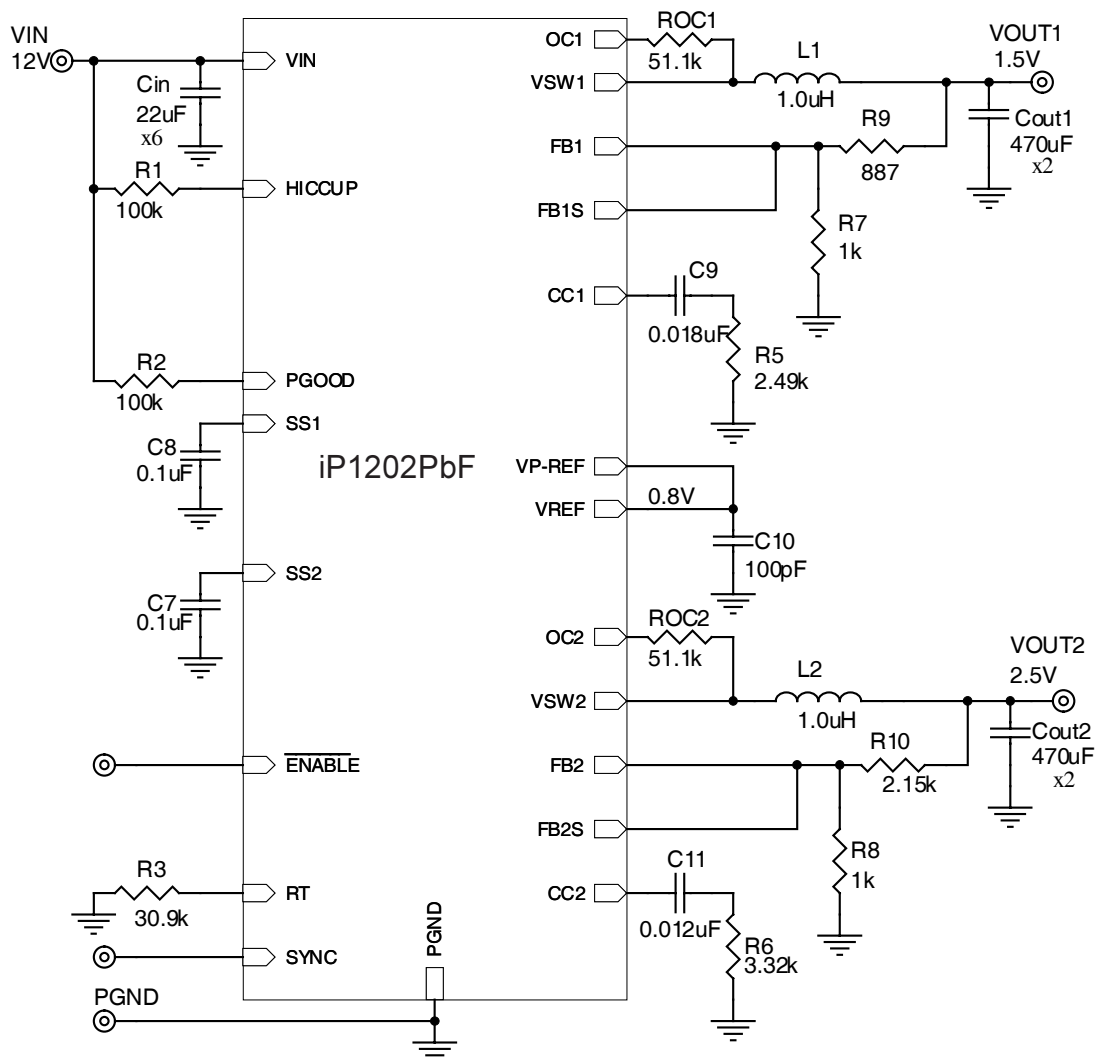 VIN
12V
Cin
22uF
x6
R1
100k
R2
100k
C8
0.1uF
C7
0.1uF
R3
30.9k
PGND
VIN
HICCUP
PGOOD
SS1
SS2
ENABLE
RT
SYNC
PGND
iP1202PbF
OC1
VSW1
FB1
FB1S
CC1
VP-REF
VREF
OC2
VSW2
FB2
FB2S
CC2
ROC1
51.1k
L1
1.0uH
VOUT1
1.5V
Cout1
470uF
x2
R9
887
R7
1k
C9
0.018uF
R5
2.49k
0.8V
C10
100pF
ROC2
51.1k
L2
1.0uH
VOUT2
2.5V
Cout2
470uF
x2
R10
2.15k
R8
1k
C11
0.012uF
R6
3.32k